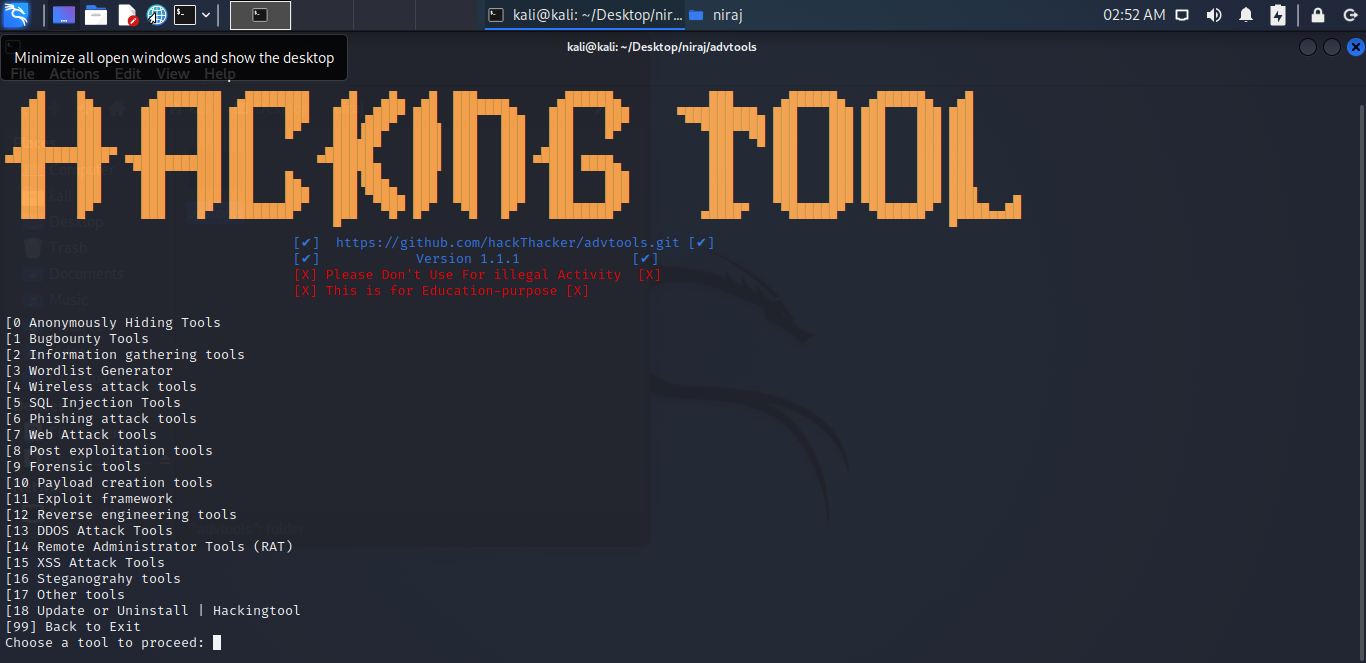 kali@kali: ~/Desktop/nir...
niraj
02:52 AM
kali@kali: ~/Desktop/niraj/advtools
Minimize all open windows and show the desktop
File Actions Edit View Help
HACKING TOOL
[✔] https://github.com/hackThacker/advtools.git [✔]
[✔] Version 1.1.1 [✔]
[X] Please Don't Use For illegal Activity [X]
[X] This is for Education-purpose [X]
Computer
kali
Desktop
Trash
Documents
Music
[0 Anonymously Hiding Tools
[1 Bugbounty Tools
[2 Information gathering tools
[3 Wordlist Generator
[4 Wireless attack tools
[5 SQL Injection Tools
[6 Phishing attack tools
[7 Web Attack tools
[8 Post exploitation tools
[9 Forensic tools
[10 Payload creation tools
[11 Exploit framework
[12 Reverse engineering tools
[13 DDOS Attack Tools
[14 Remote Administrator Tools (RAT)
[15 XSS Attack Tools
[16 Steganograhy tools
[17 Other tools
[18 Update or Uninstall | Hackingtool
[99] Back to Exit
Choose a tool to proceed: